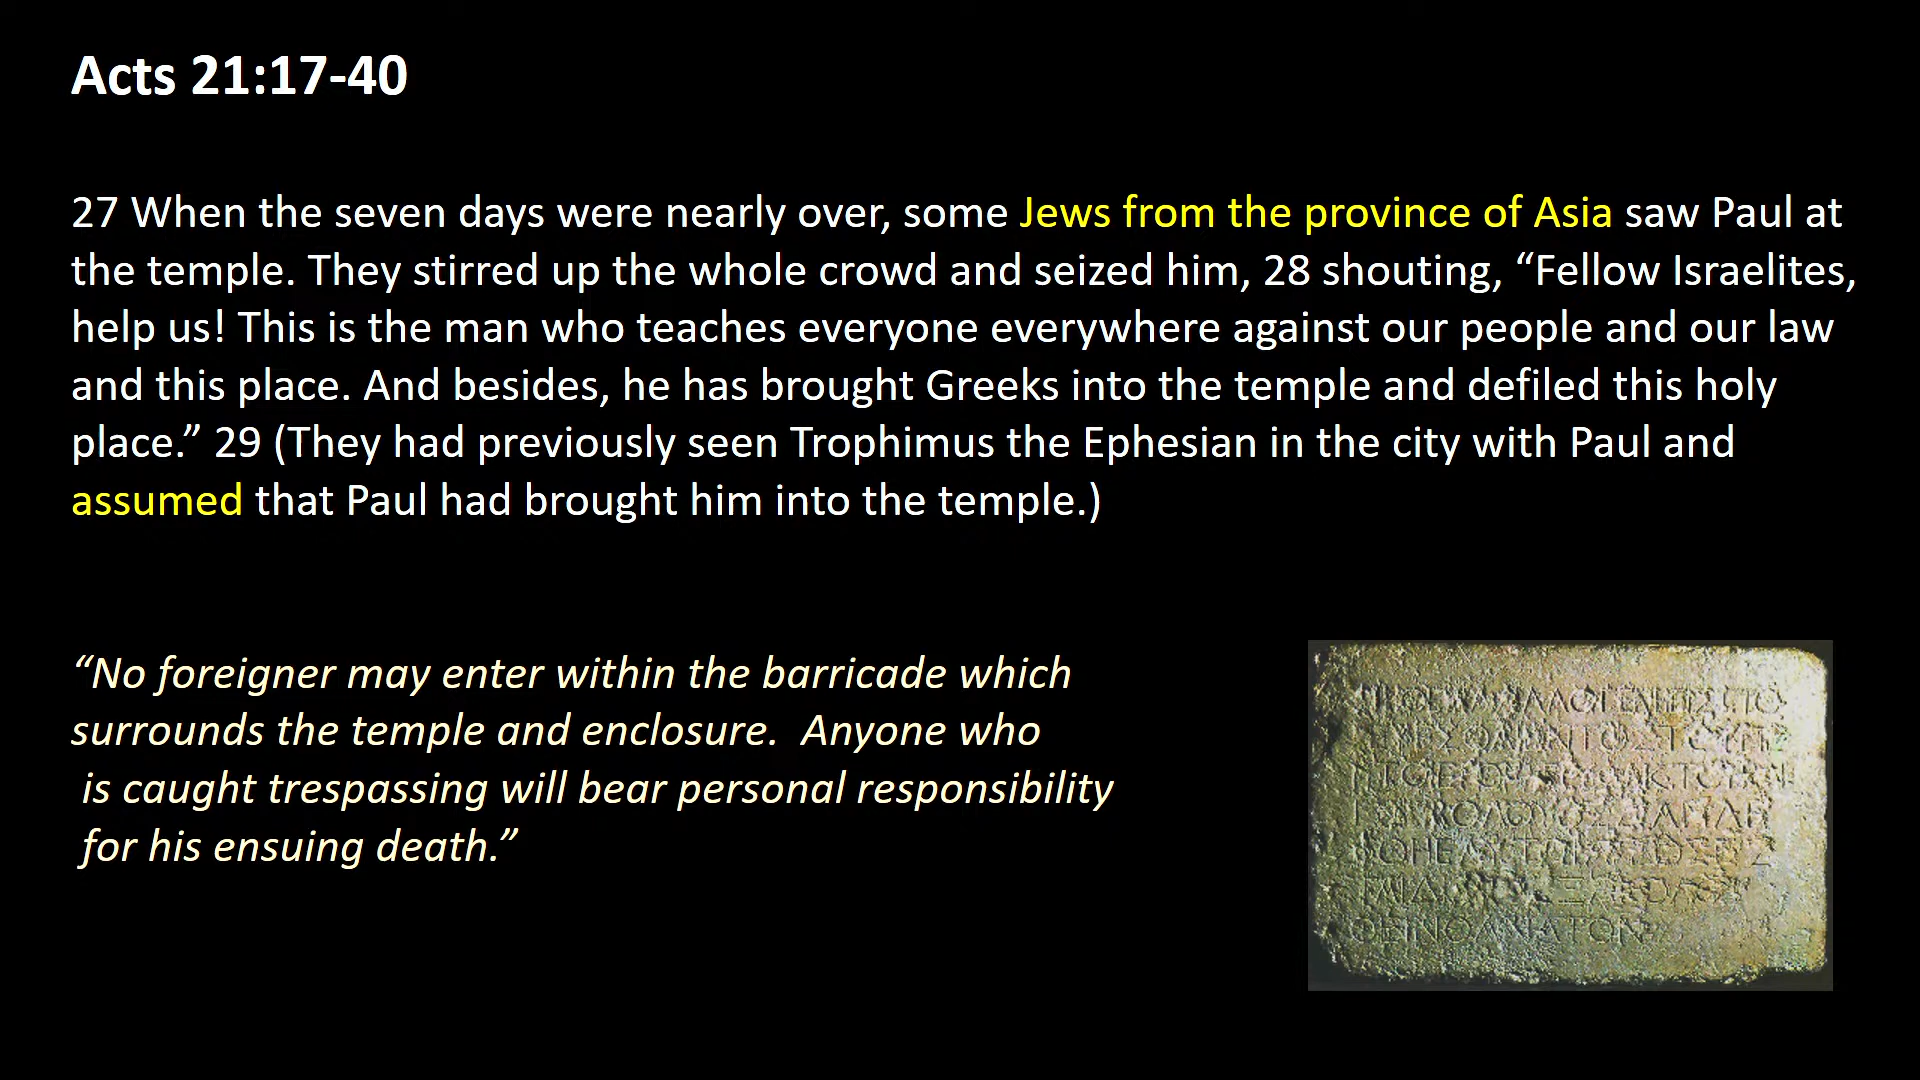 Acts 21:17-40
27 When the seven days were nearly over, some Jews from the province of Asia saw Paul at
the temple. They stirred up the whole crowd and seized him, 28 shouting, “Fellow Israelites,
help us! This is the man who teaches everyone everywhere against our people and our law
and this place. And besides, he has brought Greeks into the temple and defiled this holy
place.” 29 (They had previously seen Trophimus the Ephesian in the city with Paul and
assumed that Paul had brought him into the temple.)
“No foreigner may enter within the barricade which
surrounds the temple and enclosure.  Anyone who
is caught trespassing will bear personal responsibility
for his ensuing death.”